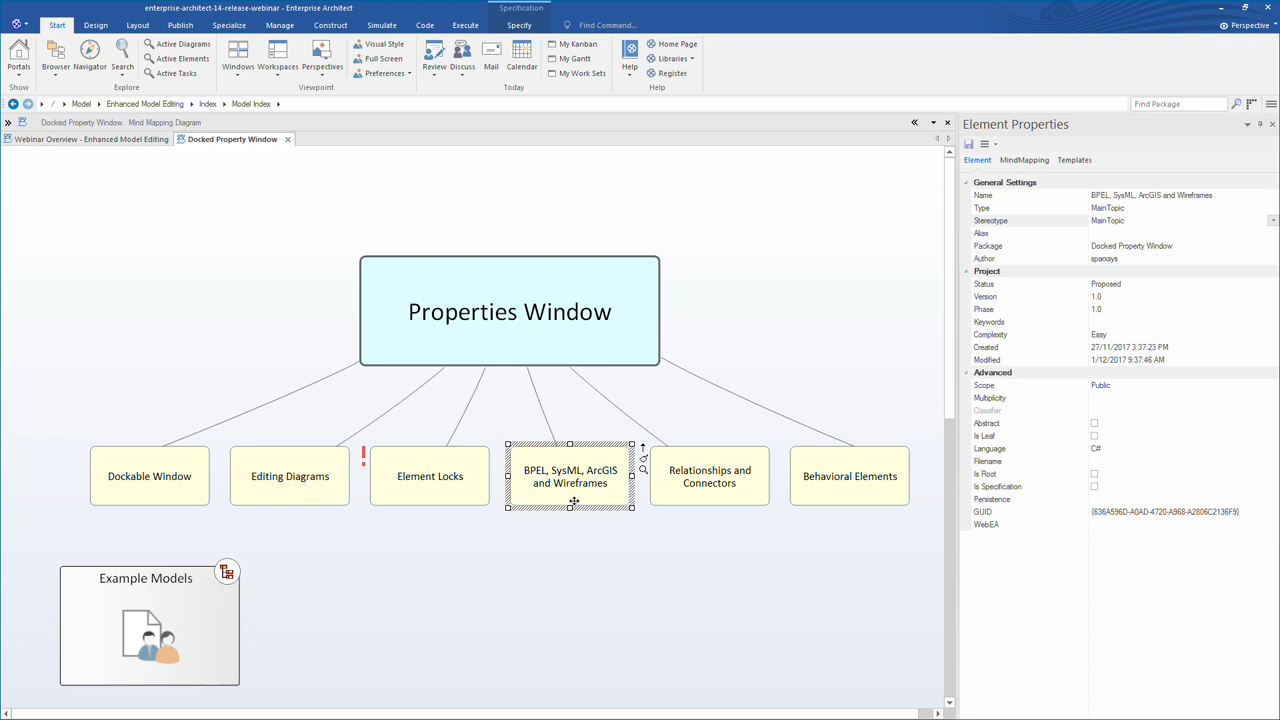 enterprise-architect-14-release-webinar - Enterprise Architect
Specification
Start
Design
Layout
Publish
Specialize
Manage
Construct
Simulate
Code
Execute
Specify
Find Command...
Perspective
Portals
Browser
Navigator
Search
Active Diagrams
Active Elements
Active Tasks
Windows
Workspaces
Perspectives
Visual Style
Full Screen
Preferences
Review
Discuss
Mail
Calendar
My Kanban
My Gantt
My Work Sets
Help
Home Page
Libraries
Register
Show
Explore
Viewpoint
Today
Help
/ Model Enhanced Model Editing Index Model Index
Find Package
Docked Property Window: Mind Mapping Diagram
Webinar Overview - Enhanced Model Editing
Docked Property Window
Properties Window
Dockable Window
Editing Diagrams
!
Element Locks
BPEL, SysML, ArcGIS
and Wireframes
Relationships and
Connectors
Behavioral Elements
Example Models
Element Properties
Element MindMapping Templates
General Settings
Name BPEL, SysML, ArcGIS and Wireframes
Type MainTopic
Stereotype MainTopic
Alias
Package Docked Property Window
Author sparxsys
Project
Status Proposed
Version 1.0
Phase 1.0
Keywords
Complexity Easy
Created 27/11/2017 3:37:23 PM
Modified 1/12/2017 9:37:46 AM
Advanced
Scope Public
Multiplicity
Classifier
Abstract
Is Leaf
Language C#
Filename
Is Root
Is Specification
Persistence
GUID {636A596D-A0AD-4720-A968-A2806C2136F9}
WebEA